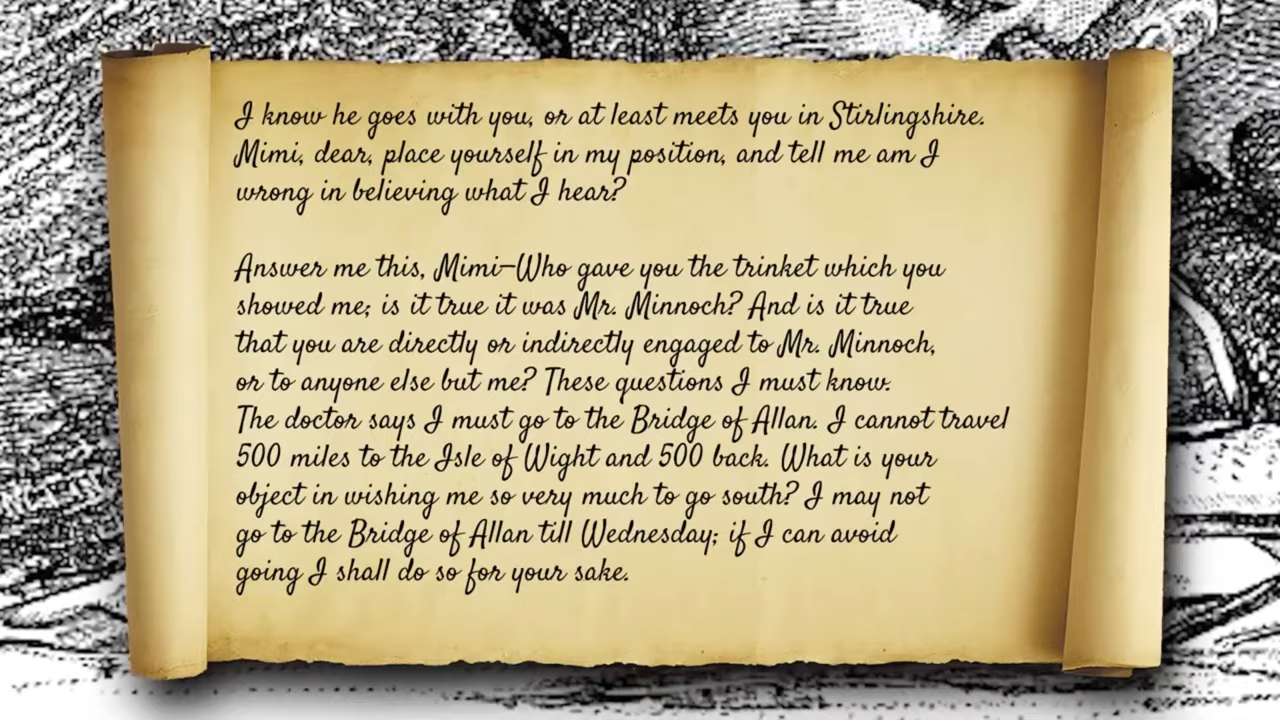 I know he goes with you, or at least meets you in Stirlingshire.
Mimi, dear, place yourself in my position, and tell me am I
wrong in believing what I hear?
Answer me this, Mimi—Who gave you the trinket which you
showed me; is it true it was Mr. Minnoch? And is it true
that you are directly or indirectly engaged to Mr. Minnoch,
or to anyone else but me? These questions I must know.
The doctor says I must go to the Bridge of Allan. I cannot travel
500 miles to the Isle of Wight and 500 back. What is your
object in wishing me so very much to go south? I may not
go to the Bridge of Allan till Wednesday; if I can avoid
going I shall do so for your sake.